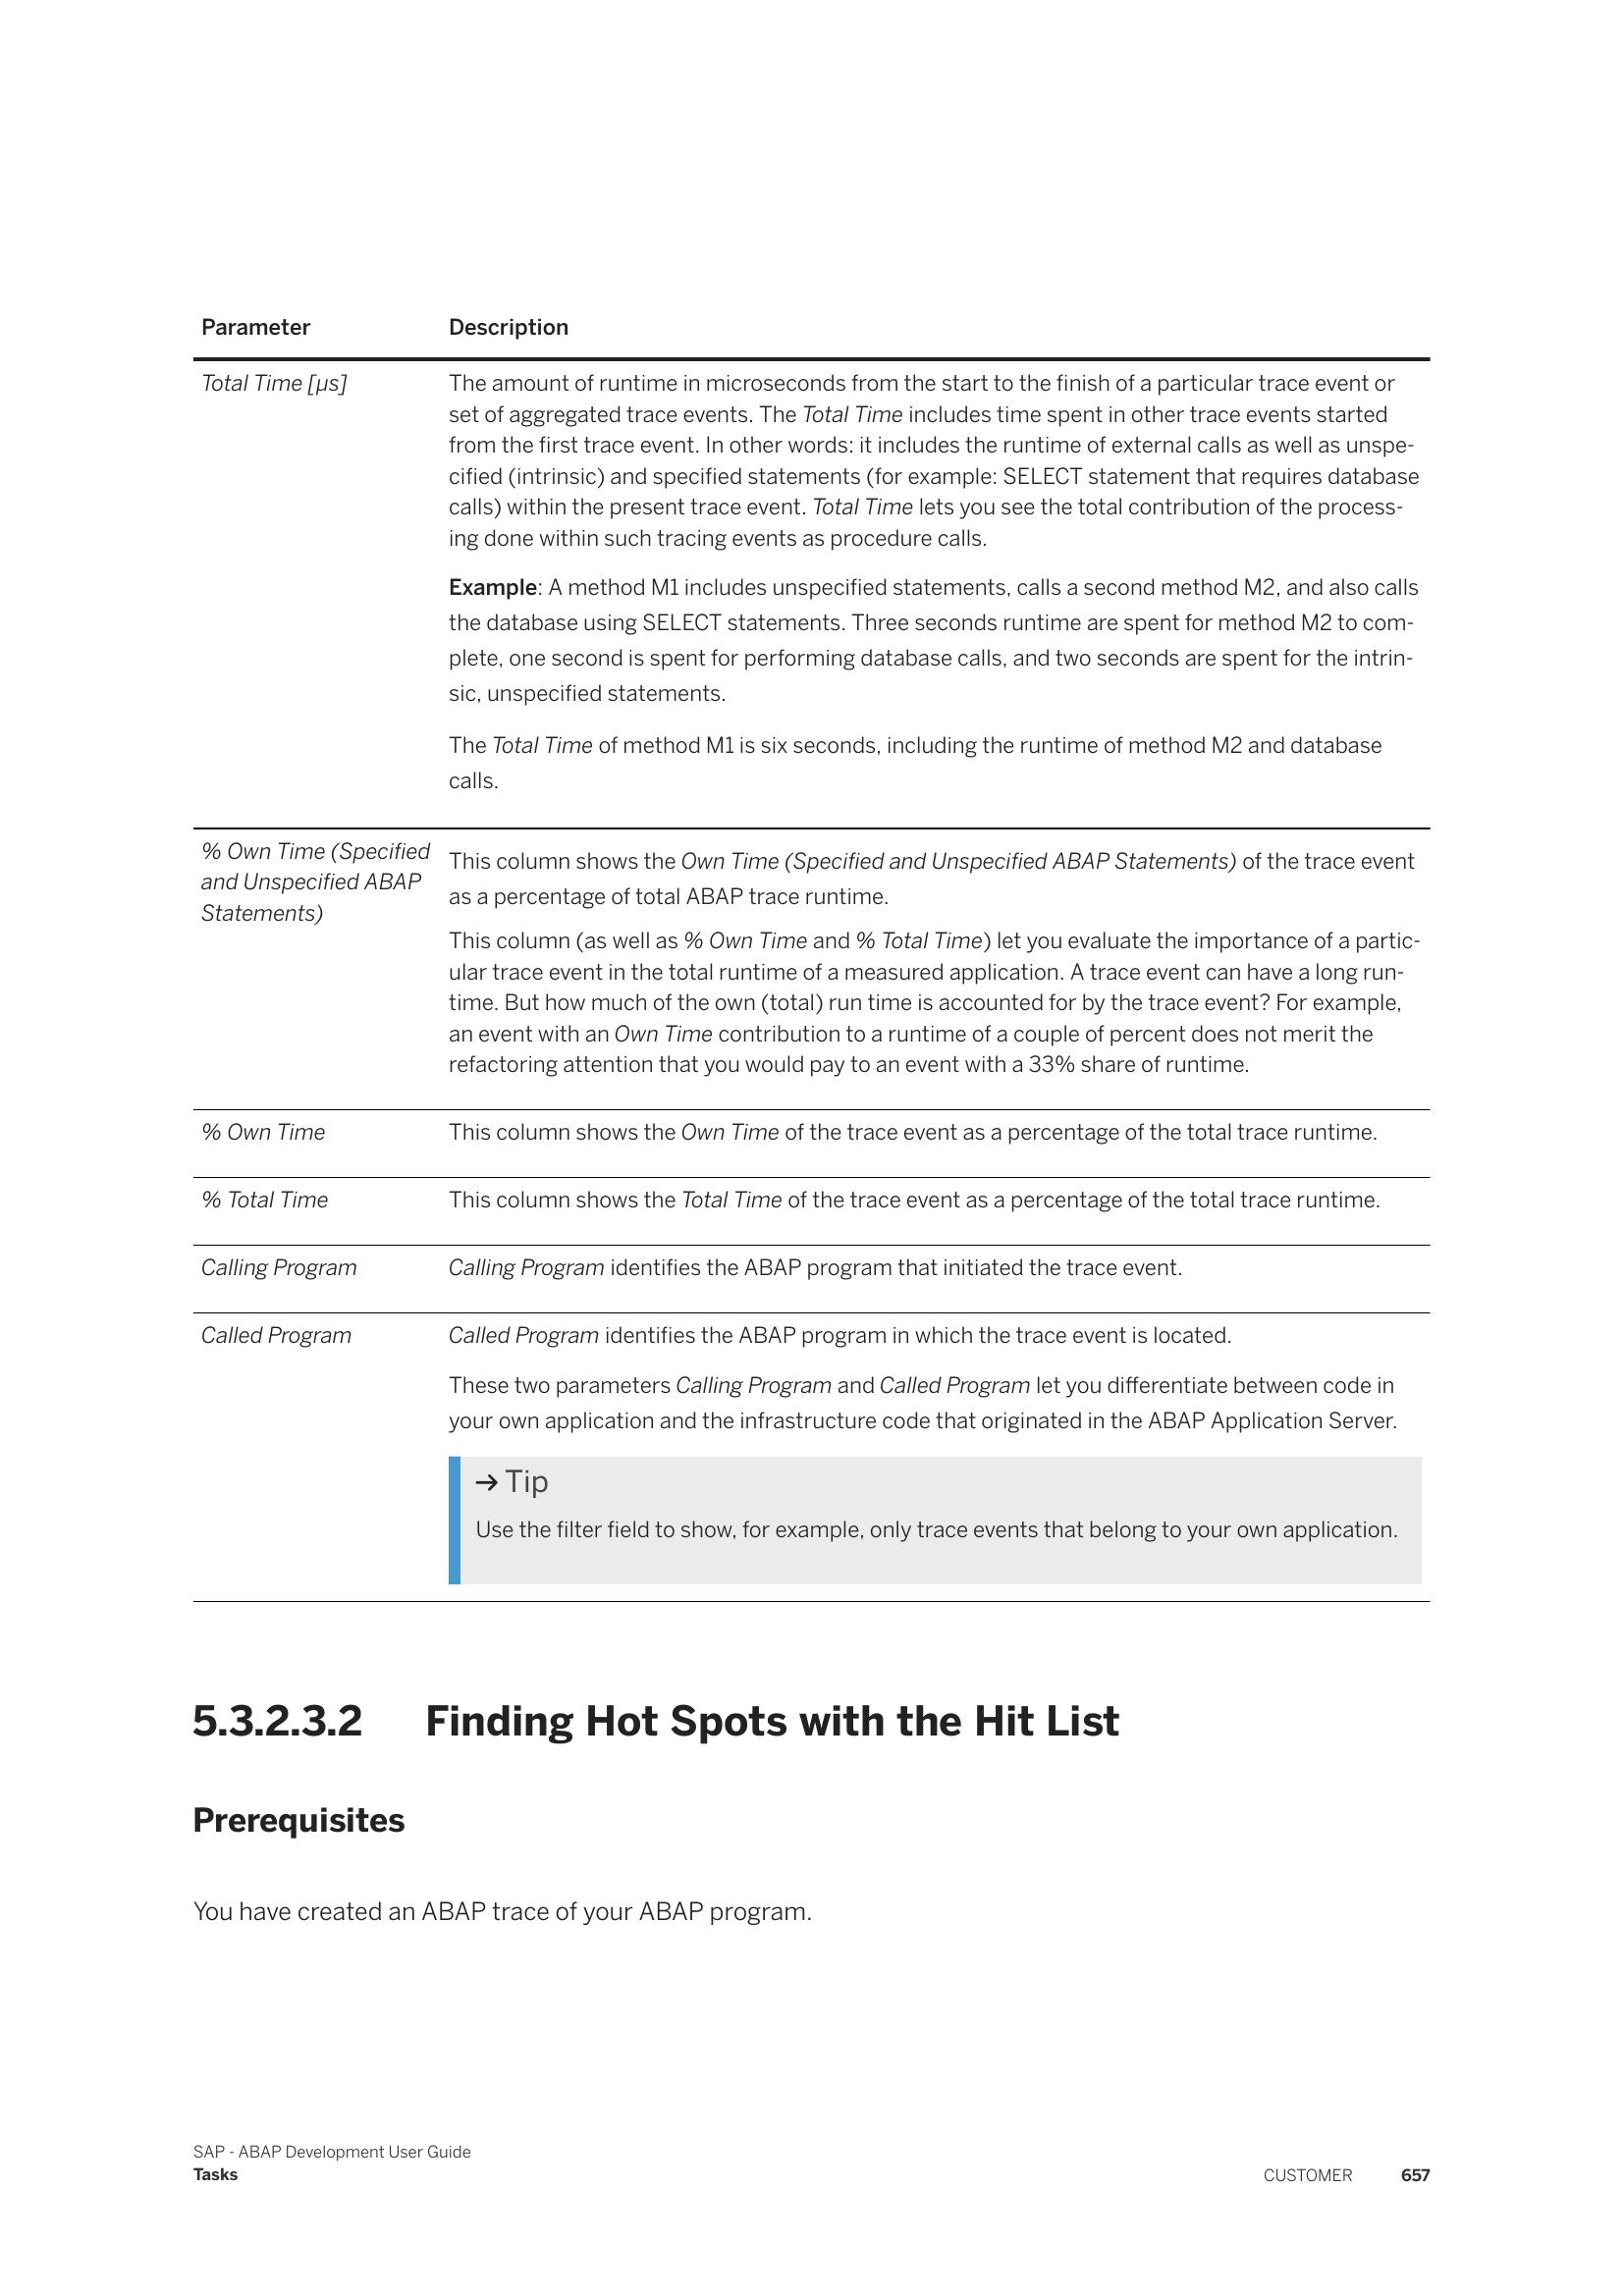 Parameter Description
Total Time [µs] The amount of runtime in microseconds from the start to the finish of a particular trace event or
set of aggregated trace events. The Total Time includes time spent in other trace events started
from the first trace event. In other words: it includes the runtime of external calls as well as unspe-
cified (intrinsic) and specified statements (for example: SELECT statement that requires database
calls) within the present trace event. Total Time lets you see the total contribution of the process-
ing done within such tracing events as procedure calls.
Example: A method M1 includes unspecified statements, calls a second method M2, and also calls
the database using SELECT statements. Three seconds runtime are spent for method M2 to com-
plete, one second is spent for performing database calls, and two seconds are spent for the intrin-
sic, unspecified statements.
The Total Time of method M1 is six seconds, including the runtime of method M2 and database
calls.
% Own Time (Specified
and Unspecified ABAP
Statements)
This column shows the Own Time (Specified and Unspecified ABAP Statements) of the trace event
as a percentage of total ABAP trace runtime.
This column (as well as % Own Time and % Total Time) let you evaluate the importance of a partic-
ular trace event in the total runtime of a measured application. A trace event can have a long run-
time. But how much of the own (total) run time is accounted for by the trace event? For example,
an event with an Own Time contribution to a runtime of a couple of percent does not merit the
refactoring attention that you would pay to an event with a 33% share of runtime.
% Own Time This column shows the Own Time of the trace event as a percentage of the total trace runtime.
% Total Time This column shows the Total Time of the trace event as a percentage of the total trace runtime.
Calling Program Calling Program identifies the ABAP program that initiated the trace event.
Called Program Called Program identifies the ABAP program in which the trace event is located.
These two parameters Calling Program and Called Program let you differentiate between code in
your own application and the infrastructure code that originated in the ABAP Application Server.
→ Tip
Use the filter field to show, for example, only trace events that belong to your own application.
5.3.2.3.2 Finding Hot Spots with the Hit List
Prerequisites
You have created an ABAP trace of your ABAP program.
SAP - ABAP Development User Guide
Tasks CUSTOMER 657